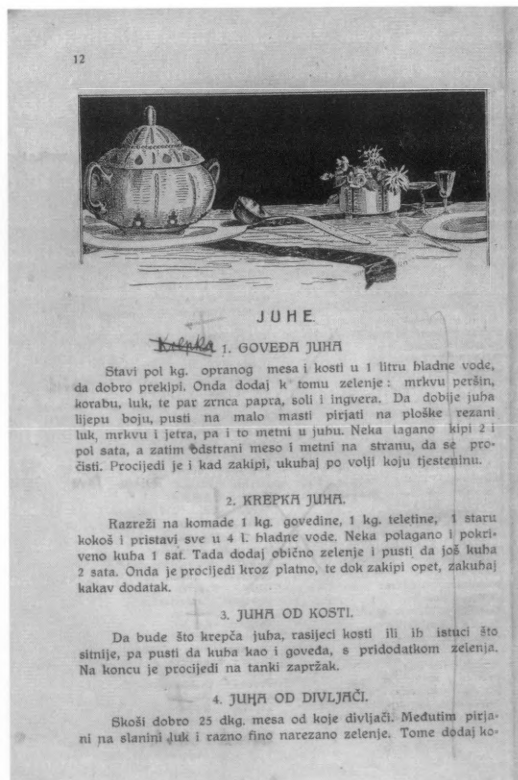 12
JUHE
Krepka 1. GOVEĐA JUHA
Stavi pol kg. opranog mesa i kosti u 1 litru hladne vode,
da dobro prekipi. Onda dodaj k tomu zelenje: mrkvu peršin,
korabu, luk, te par zrnca papra, soli i ingvera. Da dobije juha
lijepu boju, pusti na malo masti pirjati na ploške rezani
luk, mrkvu i jetra, pa i to metni u juhu. Neka lagano kipi 2 i
pol sata, a zatim odstrani meso i metni na stranu, da se pro-
čisti. Procijedi je i kad zakipi, ukuhaj po volji koju tjesteninu.
2. KREPKA JUHA.
Razreži na komade 1 kg. govedine, 1 kg. teletine, 1 staru
kokoš i pristavi sve u 4 l. hladne vode. Neka polagano i pokri-
veno kuha 1 sat. Tada dodaj obično zelenje i pusti da još kuha
2 sata. Onda je procijedi kroz platno, te dok zakipi opet, zakuhaj
kakav dodatak.
3. JUHA OD KOSTI.
Da bude što krepča juha, rasijeci kosti ili ih istuci što
sitnije, pa pusti da kuha kao i goveđa, s pridodatkom zelenja.
Na koncu je procijedi na tanki zapržak.
4. JUHA OD DIVLJAČI.
Skoši dobro 25 dkg. mesa od koje divljači. Međutim pirja-
ni na slanini luk i razno fino narezano zelenje. Tome dodaj ko-